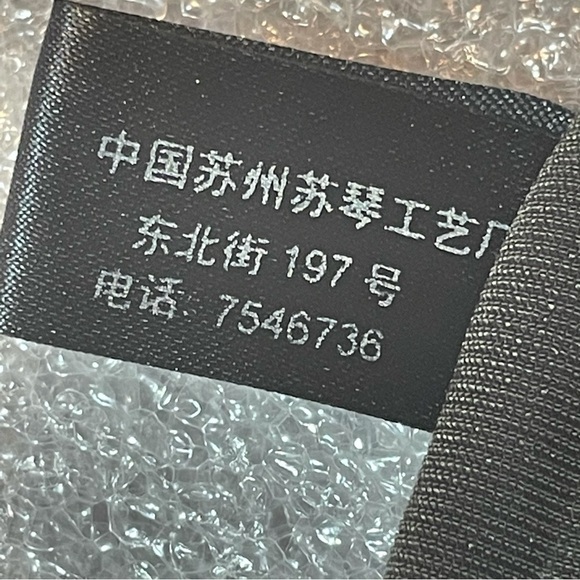 中国苏州苏琴工艺厂
东北街 197 号
电话: 7546736